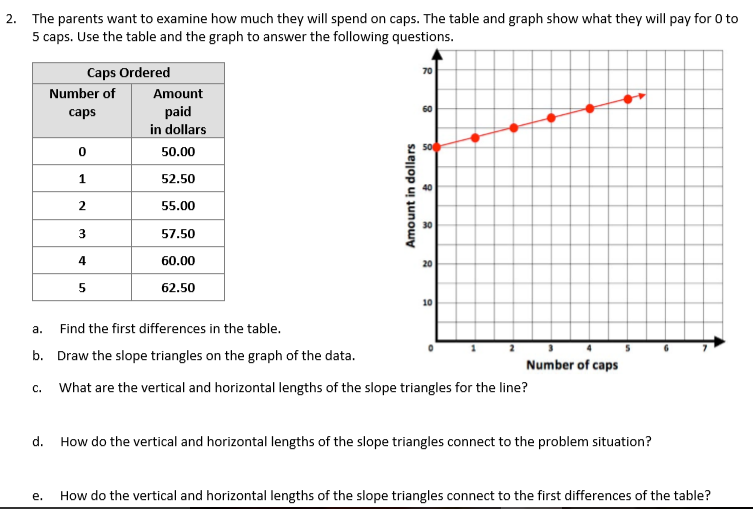 2. The parents want to examine how much they will spend on caps. The table and graph show what they will pay for 0 to
5 caps. Use the table and the graph to answer the following questions.
Caps Ordered
Number of caps Amount paid in dollars
0 50.00
1 52.50
2 55.00
3 57.50
4 60.00
5 62.50
Amount in dollars
70
60
50
40
30
20
10
0 1 2 3 4 5 6 7
Number of caps
a. Find the first differences in the table.
b. Draw the slope triangles on the graph of the data.
c. What are the vertical and horizontal lengths of the slope triangles for the line?
d. How do the vertical and horizontal lengths of the slope triangles connect to the problem situation?
e. How do the vertical and horizontal lengths of the slope triangles connect to the first differences of the table?